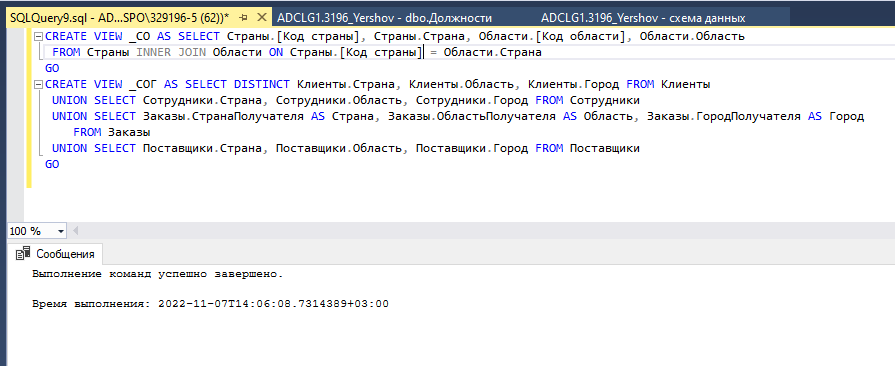 SQLQuery9.sql - AD...SPO\329196-5 (62))* ADCLG1.3196_Yershov - dbo.Должности ADCLG1.3196_Yershov - схема данных
CREATE VIEW _СО AS SELECT Страны.[Код страны], Страны.Страна, Области.[Код области], Области.Область
FROM Страны INNER JOIN Области ON Страны.[Код страны] = Области.Страна
GO
CREATE VIEW _СОГ AS SELECT DISTINCT Клиенты.Страна, Клиенты.Область, Клиенты.Город FROM Клиенты
UNION SELECT Сотрудники.Страна, Сотрудники.Область, Сотрудники.Город FROM Сотрудники
UNION SELECT Заказы.СтранаПолучателя AS Страна, Заказы.ОбластьПолучателя AS Область, Заказы.ГородПолучателя AS Город
FROM Заказы
UNION SELECT Поставщики.Страна, Поставщики.Область, Поставщики.Город FROM Поставщики
GO
100 %
Сообщения
Выполнение команд успешно завершено.
Время выполнения: 2022-11-07T14:06:08.7314389+03:00